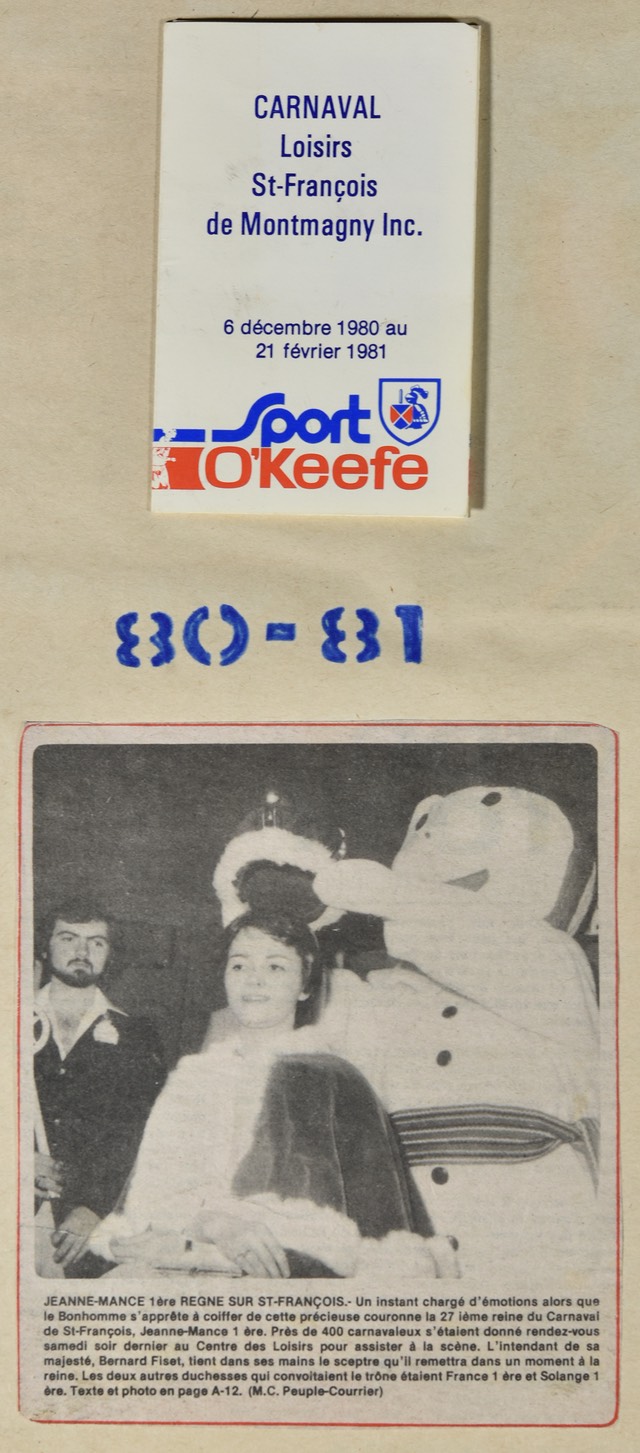 CARNAVAL
Loisirs
St-François
de Montmagny Inc.
6 décembre 1980 au
21 février 1981
Sport
O'Keefe
80-81
JEANNE-MANCE 1ère REGNE SUR ST-FRANÇOIS.- Un instant chargé d'émotions alors que
le Bonhomme s'apprête à coiffer de cette précieuse couronne la 27 ième reine du Carnaval
de St-François, Jeanne-Mance 1 ère. Près de 400 carnavaleux s'étaient donné rendez-vous
samedi soir dernier au Centre des Loisirs pour assister à la scène. L'intendant de sa
majesté, Bernard Fiset, tient dans ses mains le sceptre qu'il remettra dans un moment à la
reine. Les deux autres duchesses qui convoitaient le trône étaient France 1 ère et Solange 1
ère. Texte et photo en page A-12. (M.C. Peuple-Courrier)